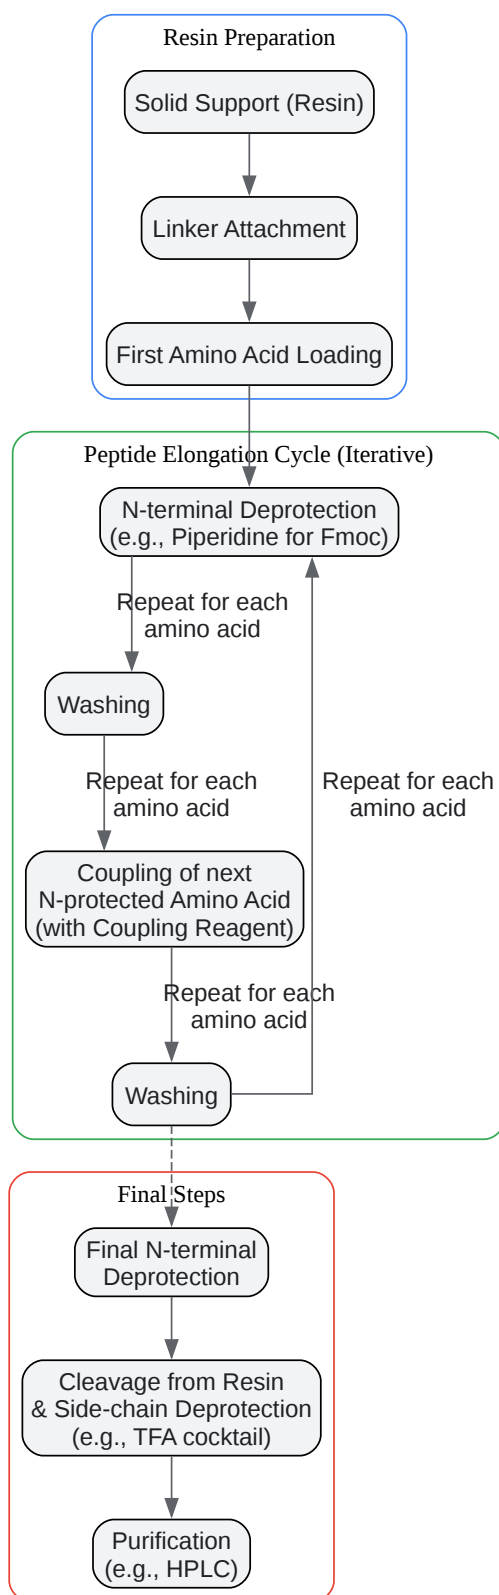 Resin Preparation
Solid Support (Resin)
Linker Attachment
First Amino Acid Loading
Peptide Elongation Cycle (Iterative)
N-terminal Deprotection
(e.g., Piperidine for Fmoc)
Repeat for each
amino acid
Washing
Repeat for each
amino acid
Repeat for each
amino acid
Coupling of next
N-protected Amino Acid
(with Coupling Reagent)
Repeat for each
amino acid
Washing
Final Steps
Final N-terminal
Deprotection
Cleavage from Resin
& Side-chain Deprotection
(e.g., TFA cocktail)
Purification
(e.g., HPLC)